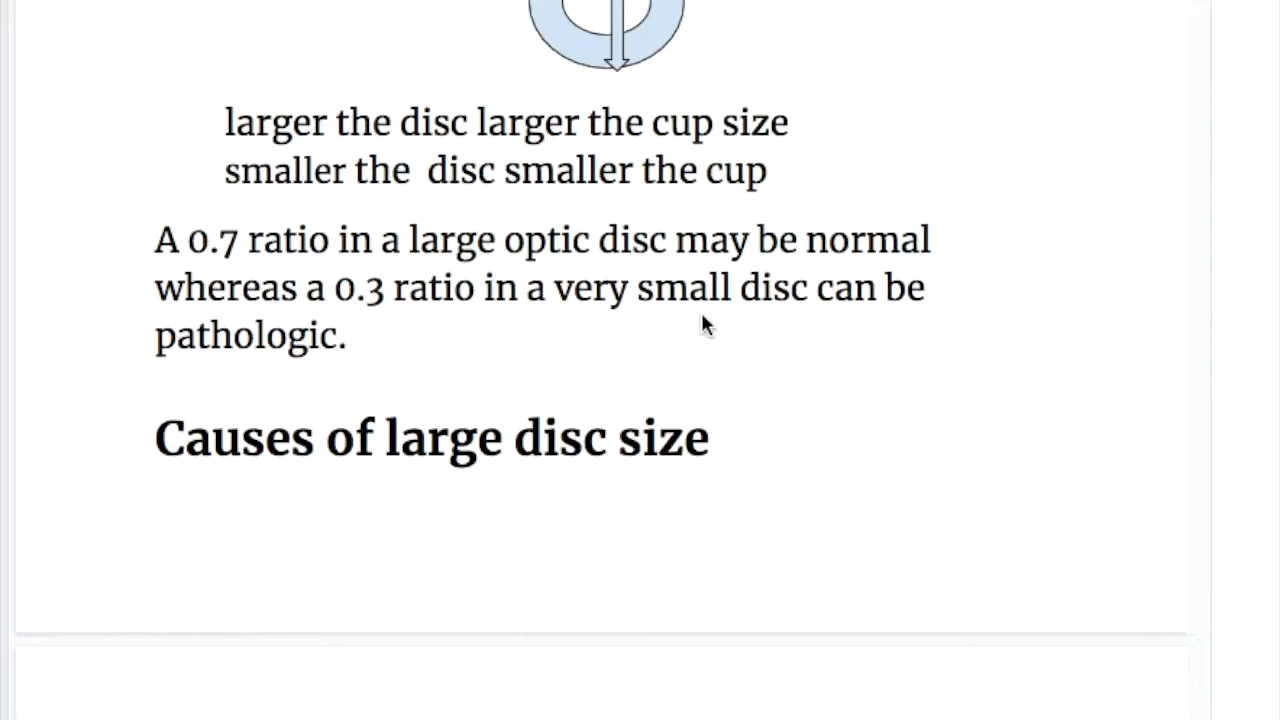 larger the disc larger the cup size
smaller the disc smaller the cup
A 0.7 ratio in a large optic disc may be normal
whereas a 0.3 ratio in a very small disc can be
pathologic.
Causes of large disc size